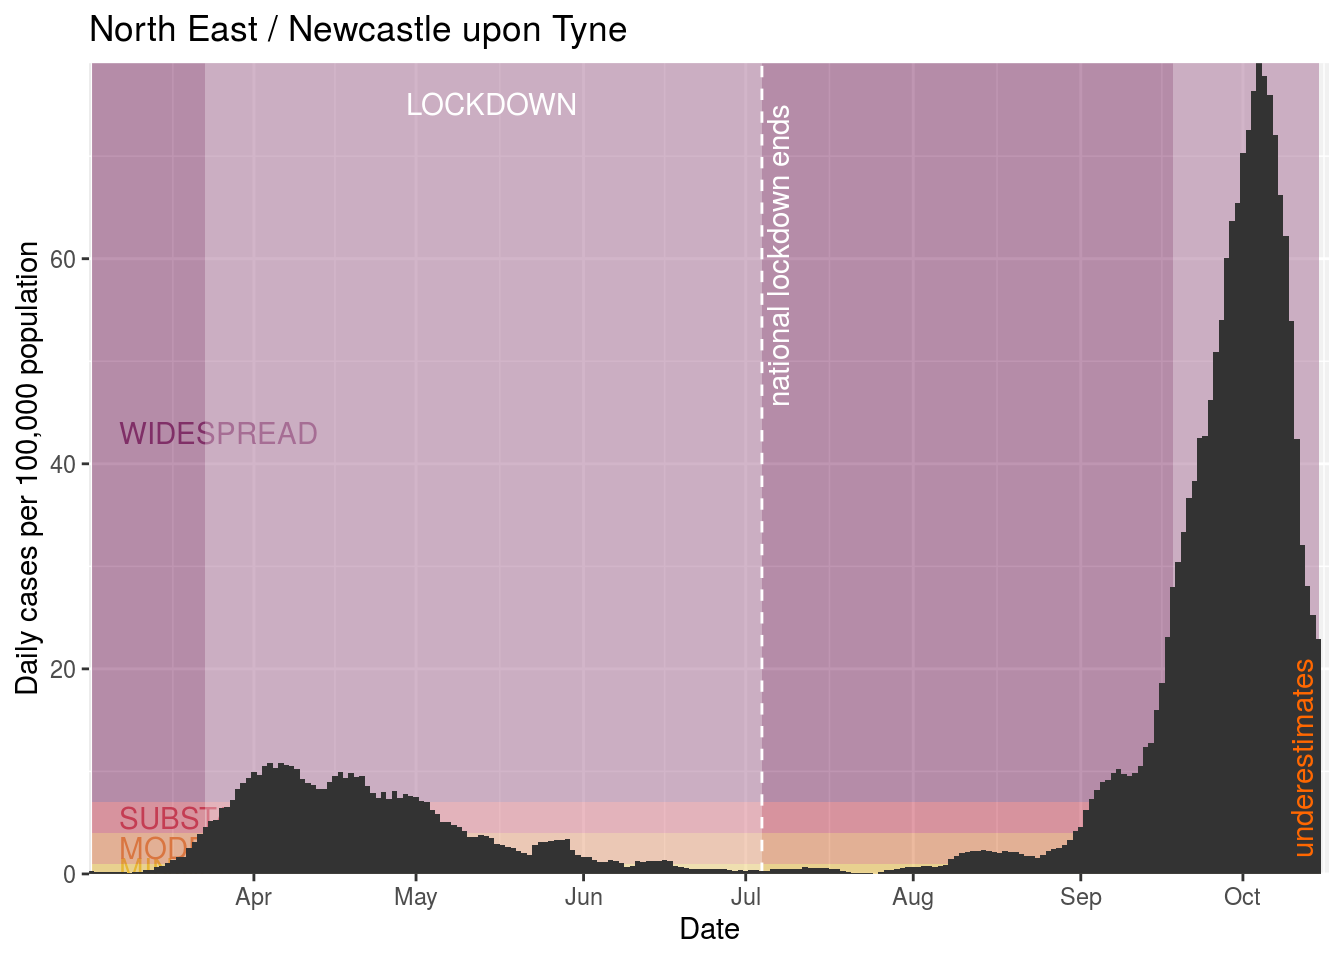 North East / Newcastle upon Tyne
LOCKDOWN
national lockdown ends
WIDESPREAD
SUBST
MOD
underestimates
Daily cases per 100,000 population
60
40
20
0
Apr
May
Jun
Jul
Aug
Sep
Oct
Date